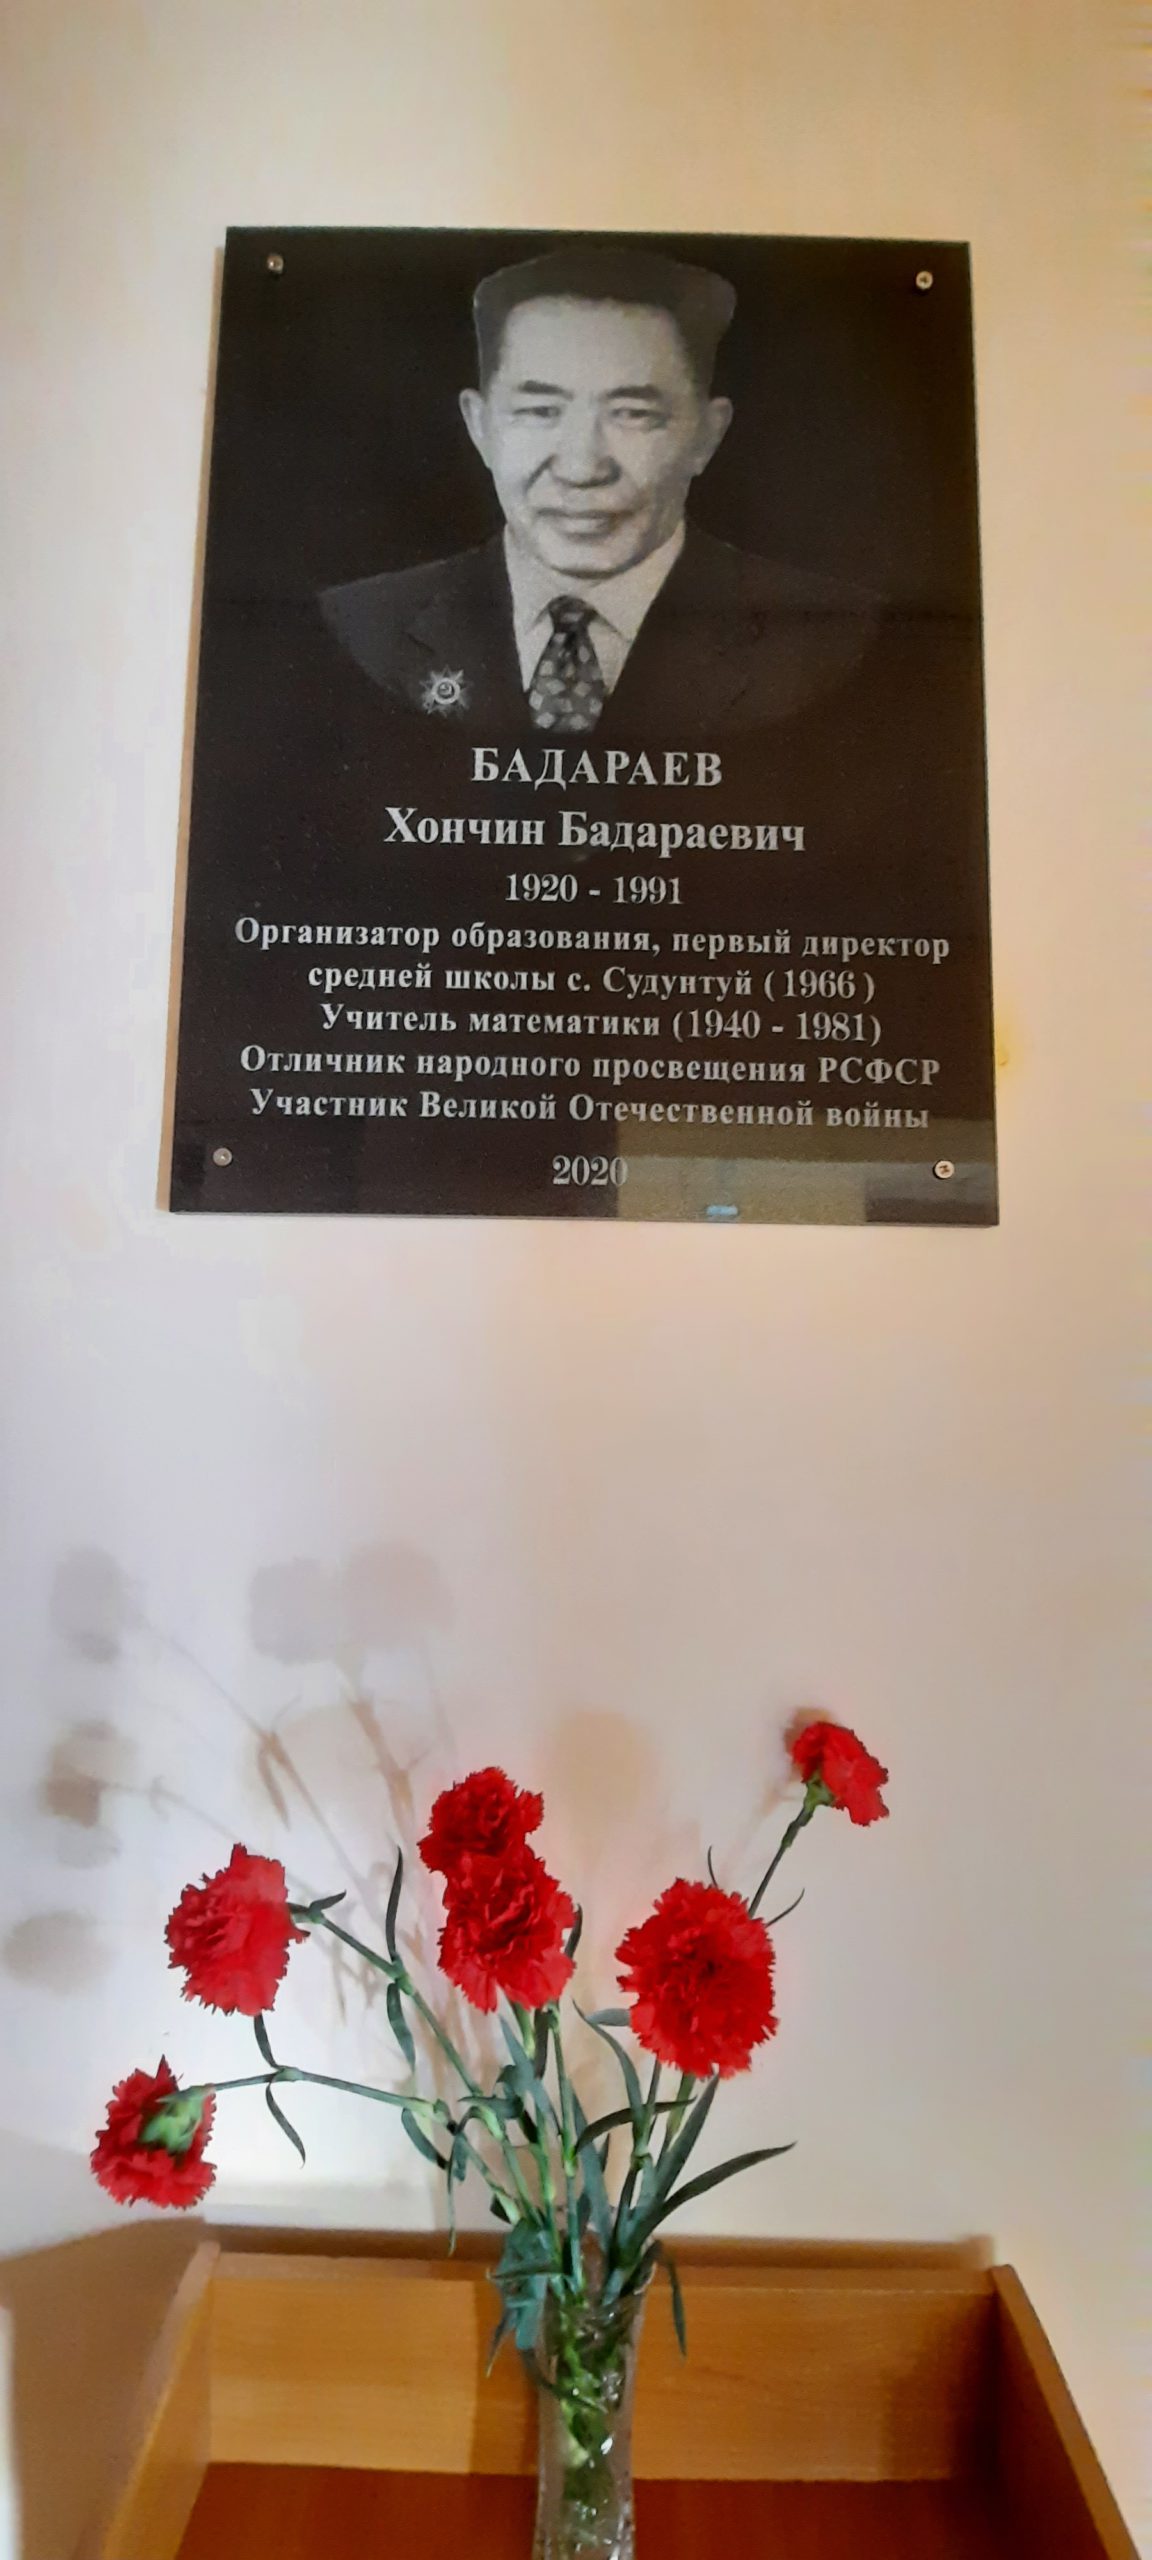 БАДАРАЕВ
Хончин Бадараевич
1920 - 1991
Организатор образования, первый директор
средней школы с. Судунтуй (1966)
Учитель математики (1940 - 1981)
Отличник народного просвещения РСФСР
Участник Великой Отечественной войны
2020